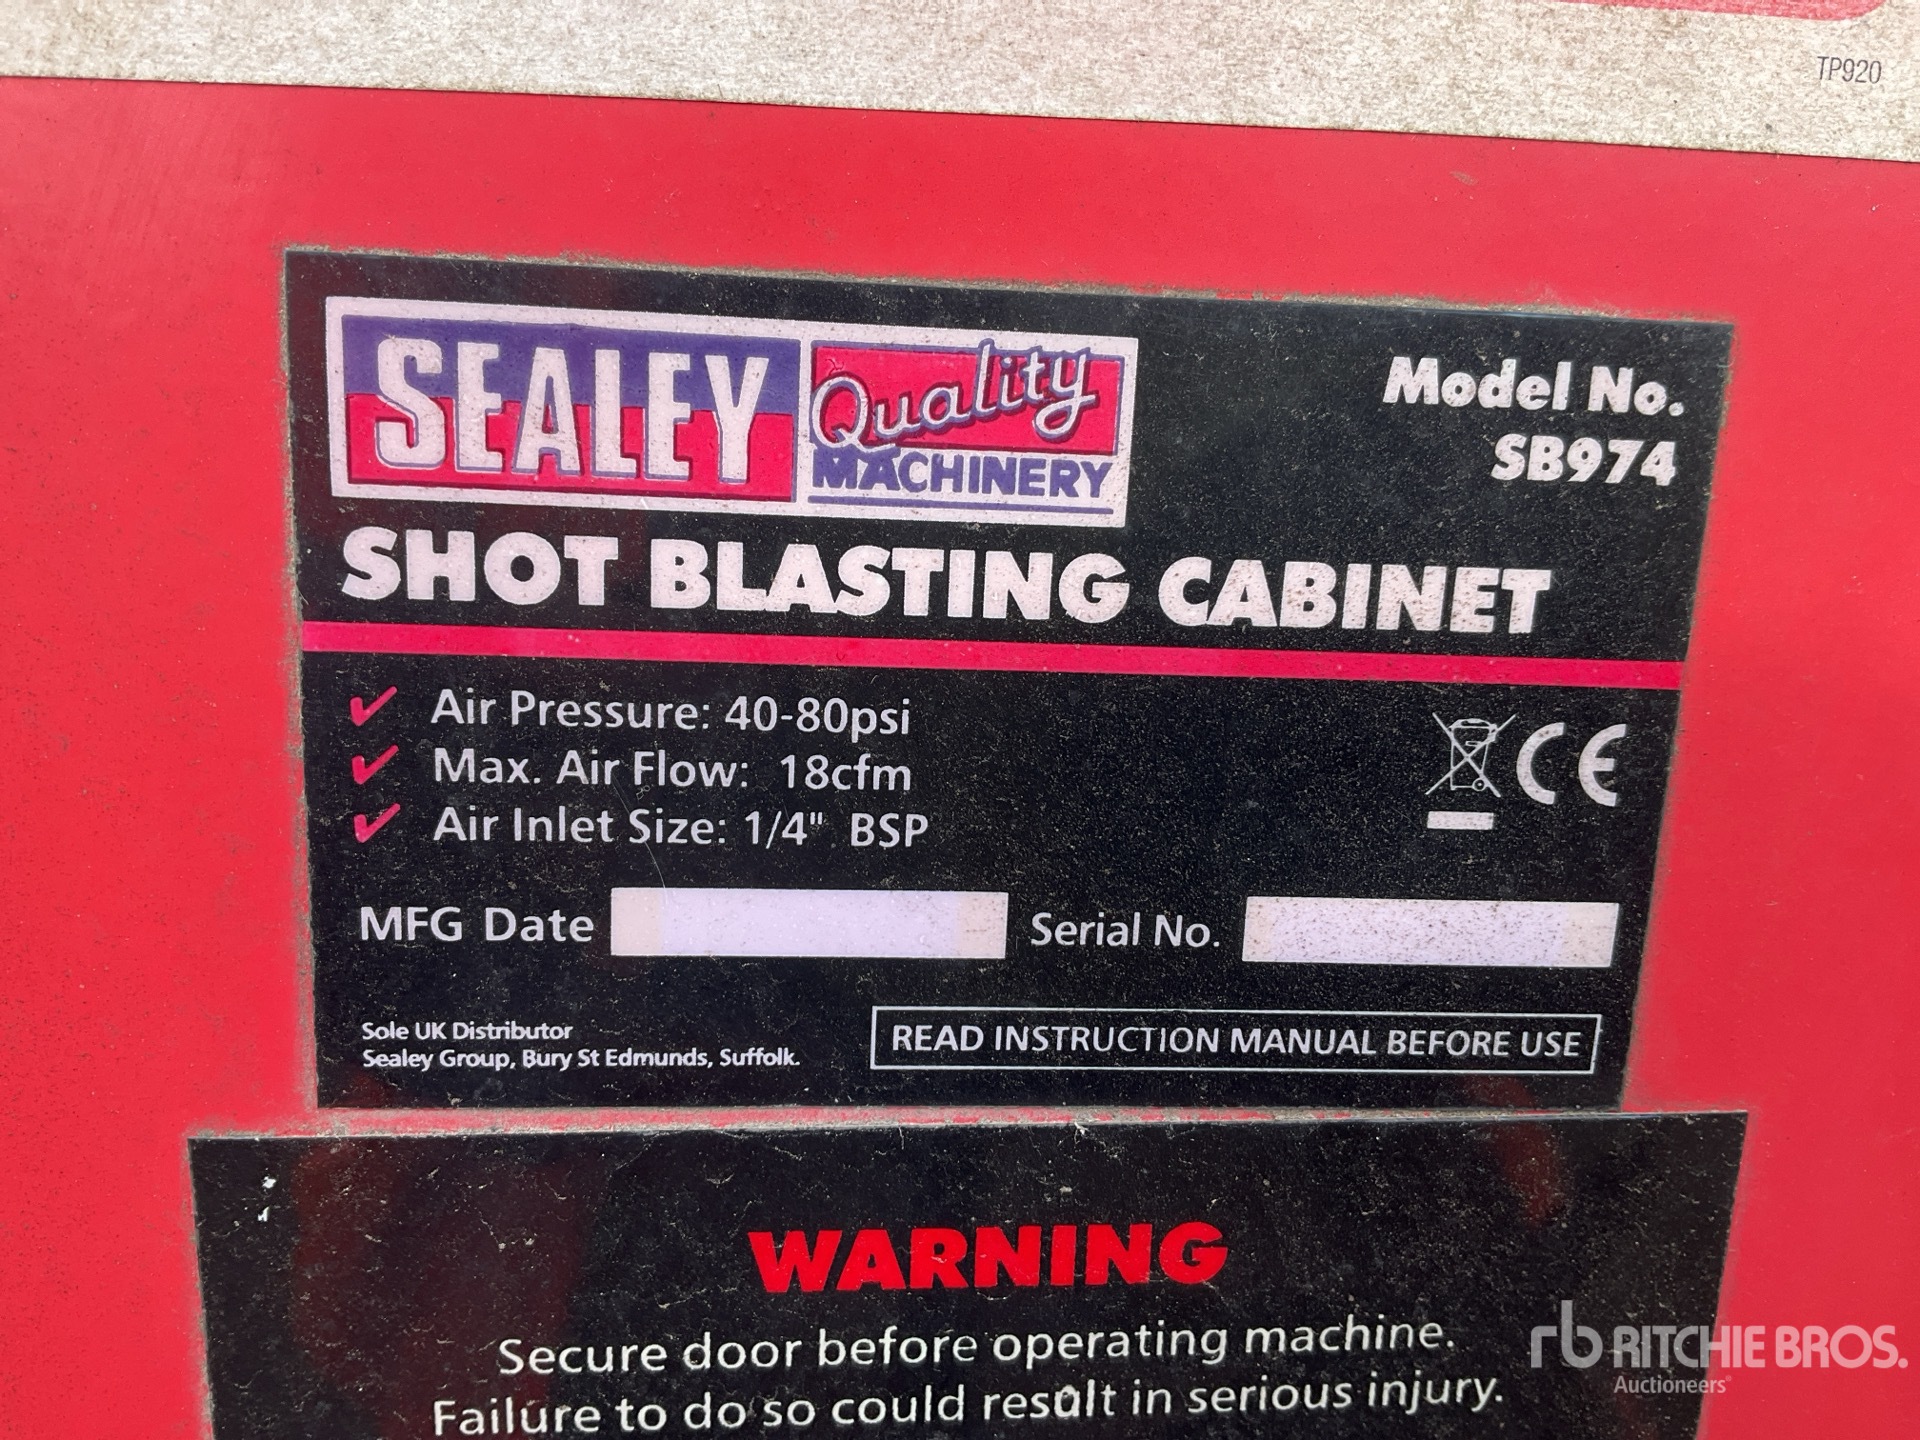 TP920
SEALEY Quality
MACHINERY
Model No.
SB974
SHOT BLASTING CABINET
Air Pressure: 40-80psi
Max. Air Flow: 18cfm
Air Inlet Size: 1/4" BSP
CE
MFG Date
Serial No.
Sole UK Distributor
Sealey Group, Bury St Edmunds, Suffolk.
READ INSTRUCTION MANUAL BEFORE USE
WARNING
Secure door before operating machine.
Failure to do so could result in serious injury.
rb RITCHIE BROS.
Auctioneers